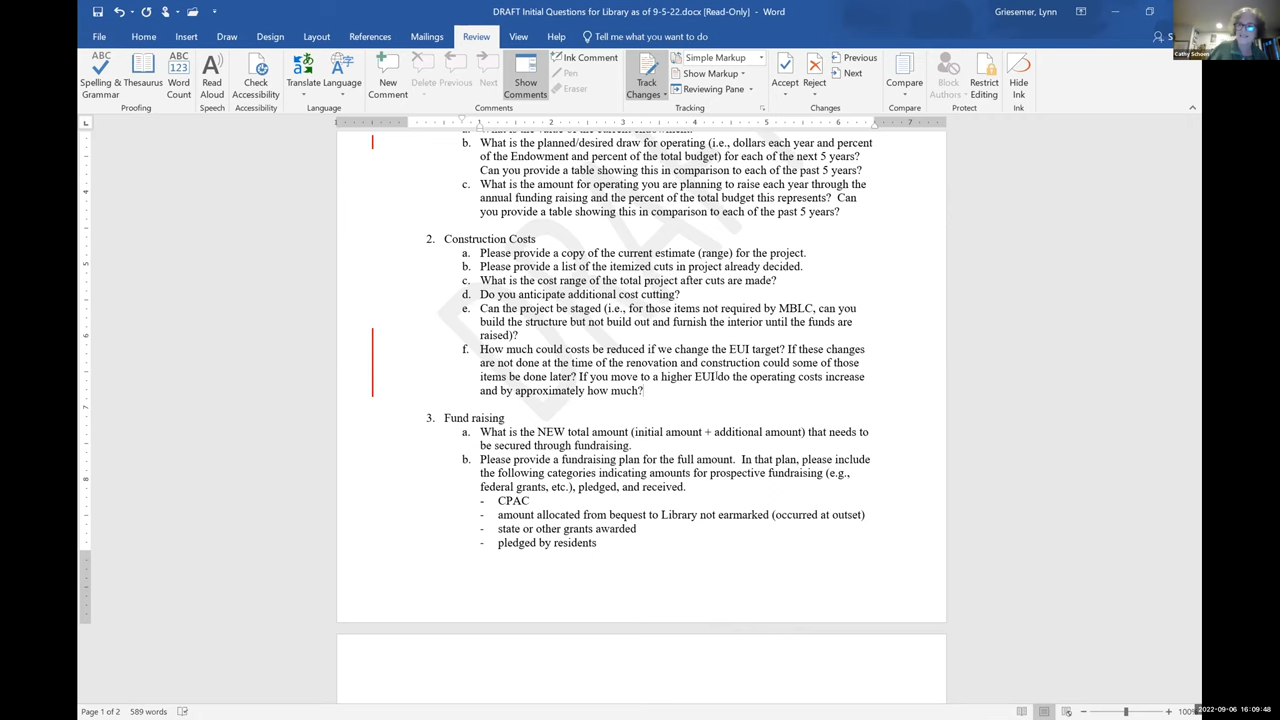 DRAFT Initial Questions for Library as of 9-5-22.docx [Read-Only] - Word
Griesemer, Lynn
Cathy Schoen
File Home Insert Draw Design Layout References Mailings Review View Help Tell me what you want to do
Spelling & Grammar
Thesaurus
Word Count
Read Aloud
Check Accessibility
Translate
Language
New Comment
Delete
Previous
Next
Show Comments
Ink Comment
Pen
Eraser
Track Changes
Simple Markup
Show Markup
Reviewing Pane
Accept
Reject
Previous
Next
Compare
Block Authors
Restrict Editing
Hide Ink
Proofing Speech Accessibility Language Comments Tracking Changes Compare Protect Ink
b. What is the planned/desired draw for operating (i.e., dollars each year and percent
of the Endowment and percent of the total budget) for each of the next 5 years?
Can you provide a table showing this in comparison to each of the past 5 years?
c. What is the amount for operating you are planning to raise each year through the
annual funding raising and the percent of the total budget this represents? Can
you provide a table showing this in comparison to each of the past 5 years?
2. Construction Costs
a. Please provide a copy of the current estimate (range) for the project.
b. Please provide a list of the itemized cuts in project already decided.
c. What is the cost range of the total project after cuts are made?
d. Do you anticipate additional cost cutting?
e. Can the project be staged (i.e., for those items not required by MBLC, can you
build the structure but not build out and furnish the interior until the funds are
raised)?
f. How much could costs be reduced if we change the EUI target? If these changes
are not done at the time of the renovation and construction could some of those
items be done later? If you move to a higher EUI do the operating costs increase
and by approximately how much?
3. Fund raising
a. What is the NEW total amount (initial amount + additional amount) that needs to
be secured through fundraising.
b. Please provide a fundraising plan for the full amount. In that plan, please include
the following categories indicating amounts for prospective fundraising (e.g.,
federal grants, etc.), pledged, and received.
- CPAC
- amount allocated from bequest to Library not earmarked (occurred at outset)
- state or other grants awarded
- pledged by residents
DRAFT
Page 1 of 2 589 words
100%
2022-09-06 16:09:48